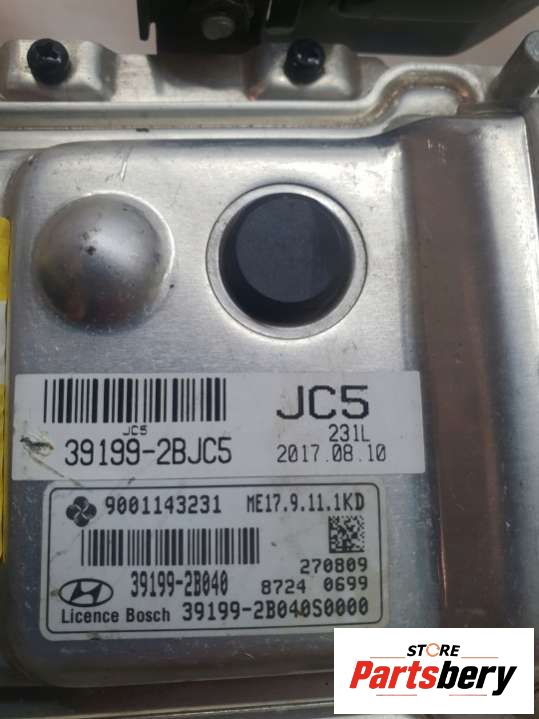 JC5
JC5
231L
39199-2BJC5
2017.08.10
9001143231 ME17.9.11.1KD
270809
39199-2B040
8724 0699
Licence Bosch 39199-2B040S0000
STORE
Partsbery